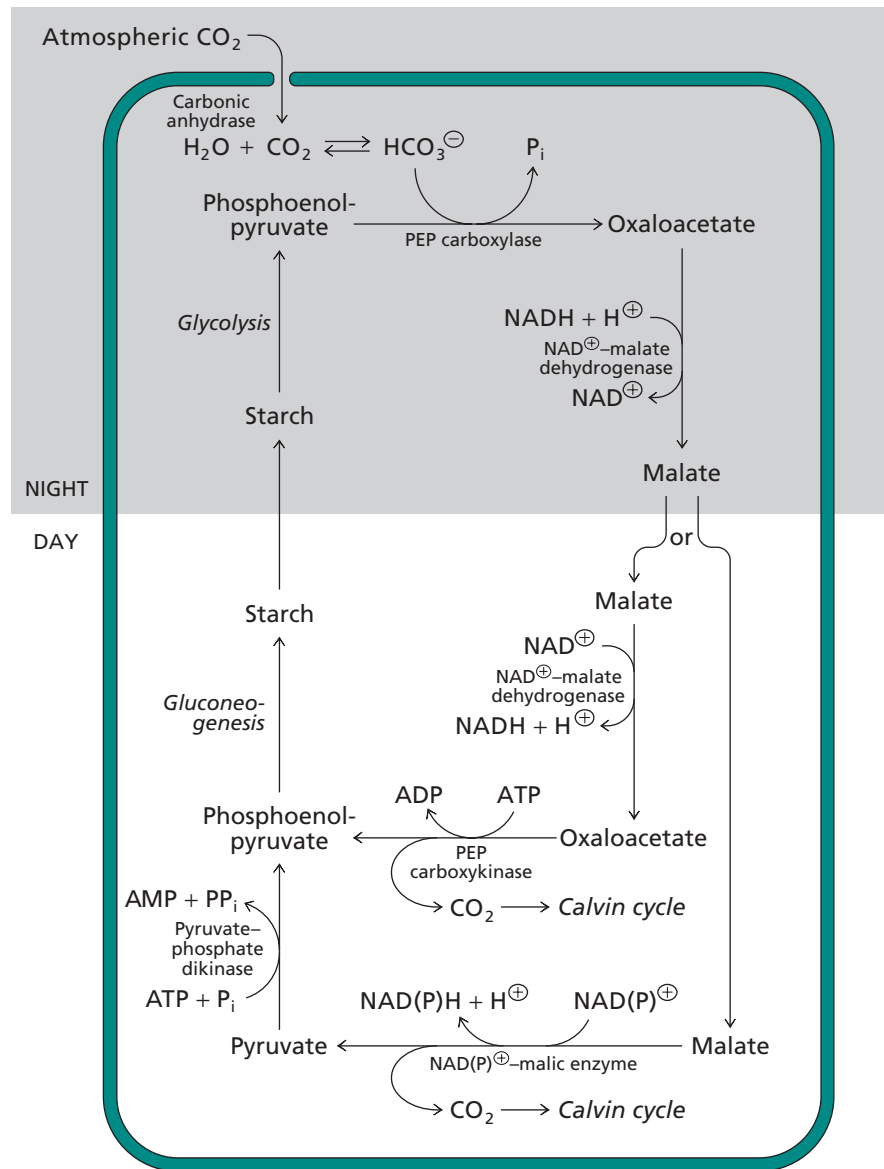 Atmospheric CO₂
Carbonic
anhydrase
H₂O + CO₂ ⇌ HCO₃⊖
Pᵢ
Phosphoenol-
pyruvate
PEP carboxylase
Oxaloacetate
Glycolysis
NADH + H⊕
NAD⊕–malate
dehydrogenase
NAD⊕
Starch
Malate
NIGHT
DAY
or
Malate
Starch
NAD⊕
NAD⊕–malate
dehydrogenase
NADH + H⊕
Gluconeo-
genesis
ADP
ATP
Phosphoenol-
pyruvate
PEP
carboxykinase
Oxaloacetate
CO₂ → Calvin cycle
AMP + PPᵢ
Pyruvate–
phosphate
dikinase
ATP + Pᵢ
NAD(P)H + H⊕
NAD(P)⊕
Pyruvate
NAD(P)⊕–malic enzyme
Malate
CO₂ → Calvin cycle